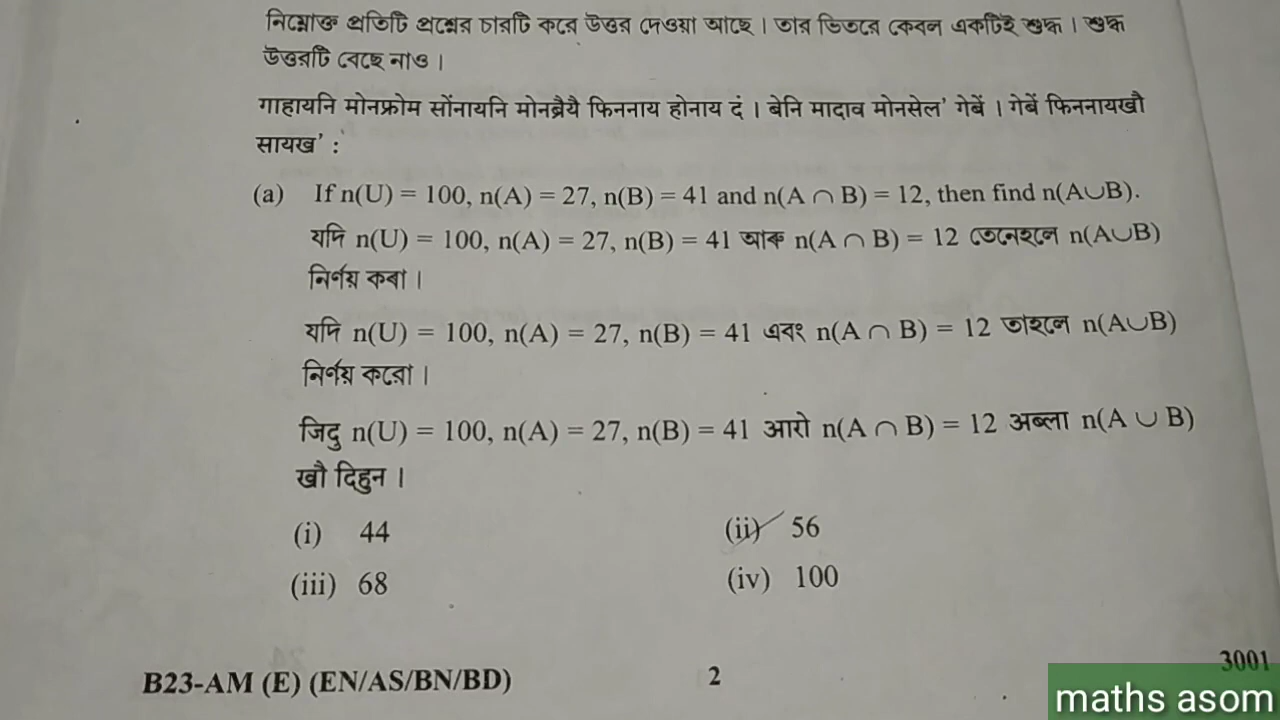 নিম্নোক্ত প্রতিটি প্রশ্নের চারটি করে উত্তর দেওয়া আছে । তার ভিতরে কেবল একটিই শুদ্ধ । শুদ্ধ
উত্তরটি বেছে নাও ।
गाहायनि मोनफ्रोम सोंनायनि मोनब्रैयै फिननाय होनाय दं । बेनि मादाव मोनसेल' गेबें । गेबें फिननायखौ
सायख' :
(a) If n(U) = 100, n(A) = 27, n(B) = 41 and n(A ∩ B) = 12, then find n(A∪B).
যদি n(U) = 100, n(A) = 27, n(B) = 41 আৰু n(A ∩ B) = 12 তেনেহলে n(A∪B)
নিৰ্ণয় কৰা ।
যদি n(U) = 100, n(A) = 27, n(B) = 41 এবং n(A ∩ B) = 12 তাহলে n(A∪B)
নির্ণয় করো ।
जिदु n(U) = 100, n(A) = 27, n(B) = 41 आरो n(A ∩ B) = 12 अब्ला n(A ∪ B)
खौ दिहुन ।
(i) 44 (ii) 56
(iii) 68 (iv) 100
B23-AM (E) (EN/AS/BN/BD) 2 3001
maths asom